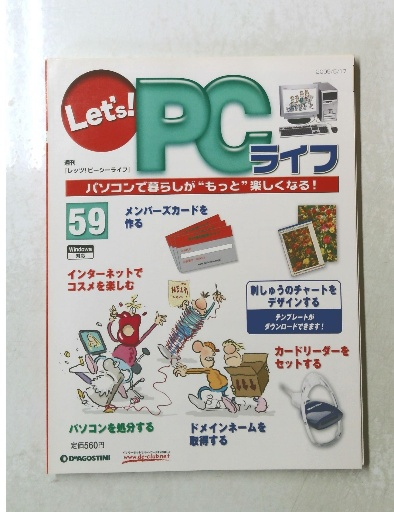 Let's!
PC
ライフ
週刊
「レッツ!ピーシーライフ」
パソコンで暮らしが“もっと”楽しくなる!
59
Windows
対応
メンバーズカードを
作る
インターネットで
コスメを楽しむ
刺しゅうのチャートを
デザインする
テンプレートが
ダウンロードできます!
カードリーダーを
セットする
パソコンを処分する
定価560円
ドメインネームを
取得する
DeAGOSTINI
www.de-club.net